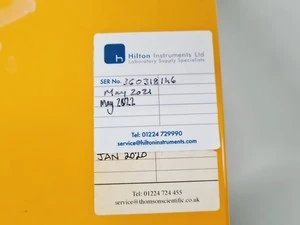 h
Hilton Instruments Ltd
Laboratory Supply Specialists
SER No. 260318146
May 2021
May 2022
Tel: 01224 729990
service@hiltoninstruments.com
JAN 2020
Tel: 01224 724 455
service@thomsonscientific.co.uk